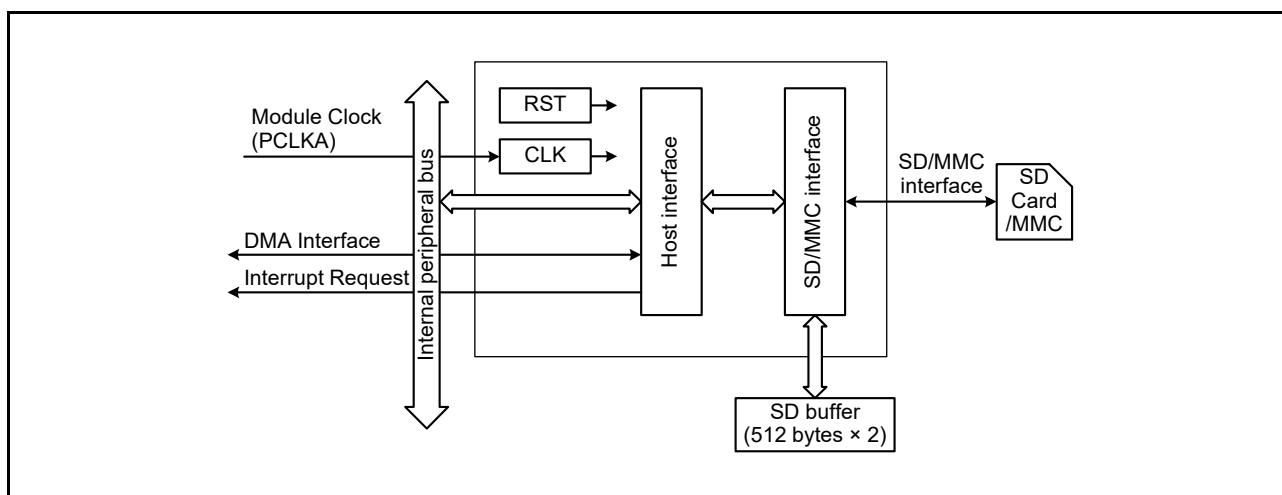 Module Clock
(PCLKA)
DMA Interface
Interrupt Request
Internal peripheral bus
RST
CLK
Host interface
SD/MMC interface
SD/MMC
interface
SD
Card
/MMC
SD buffer
(512 bytes × 2)